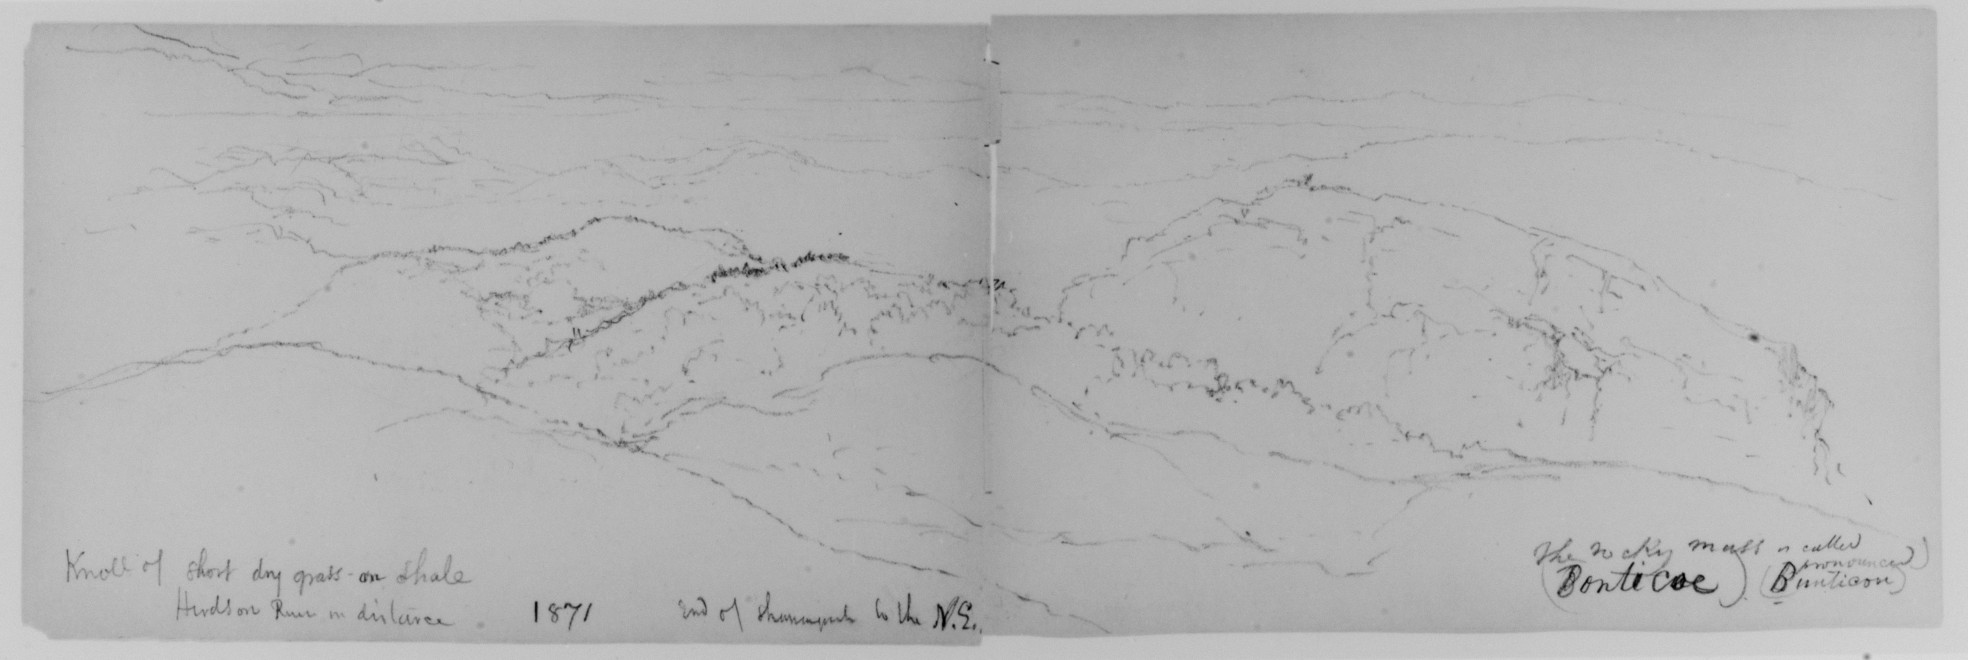 Knoll of short dry grass - on shale
Hudson River in distance 1871 End of Shawangunk to the N.E.
The rocky mass is called
(Bonticoe) (pronounced
Bunticou)